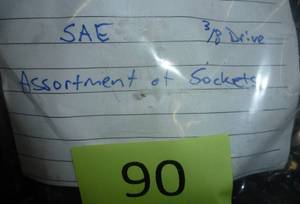 SAE 3/8 Drive
Assortment of Sockets
90